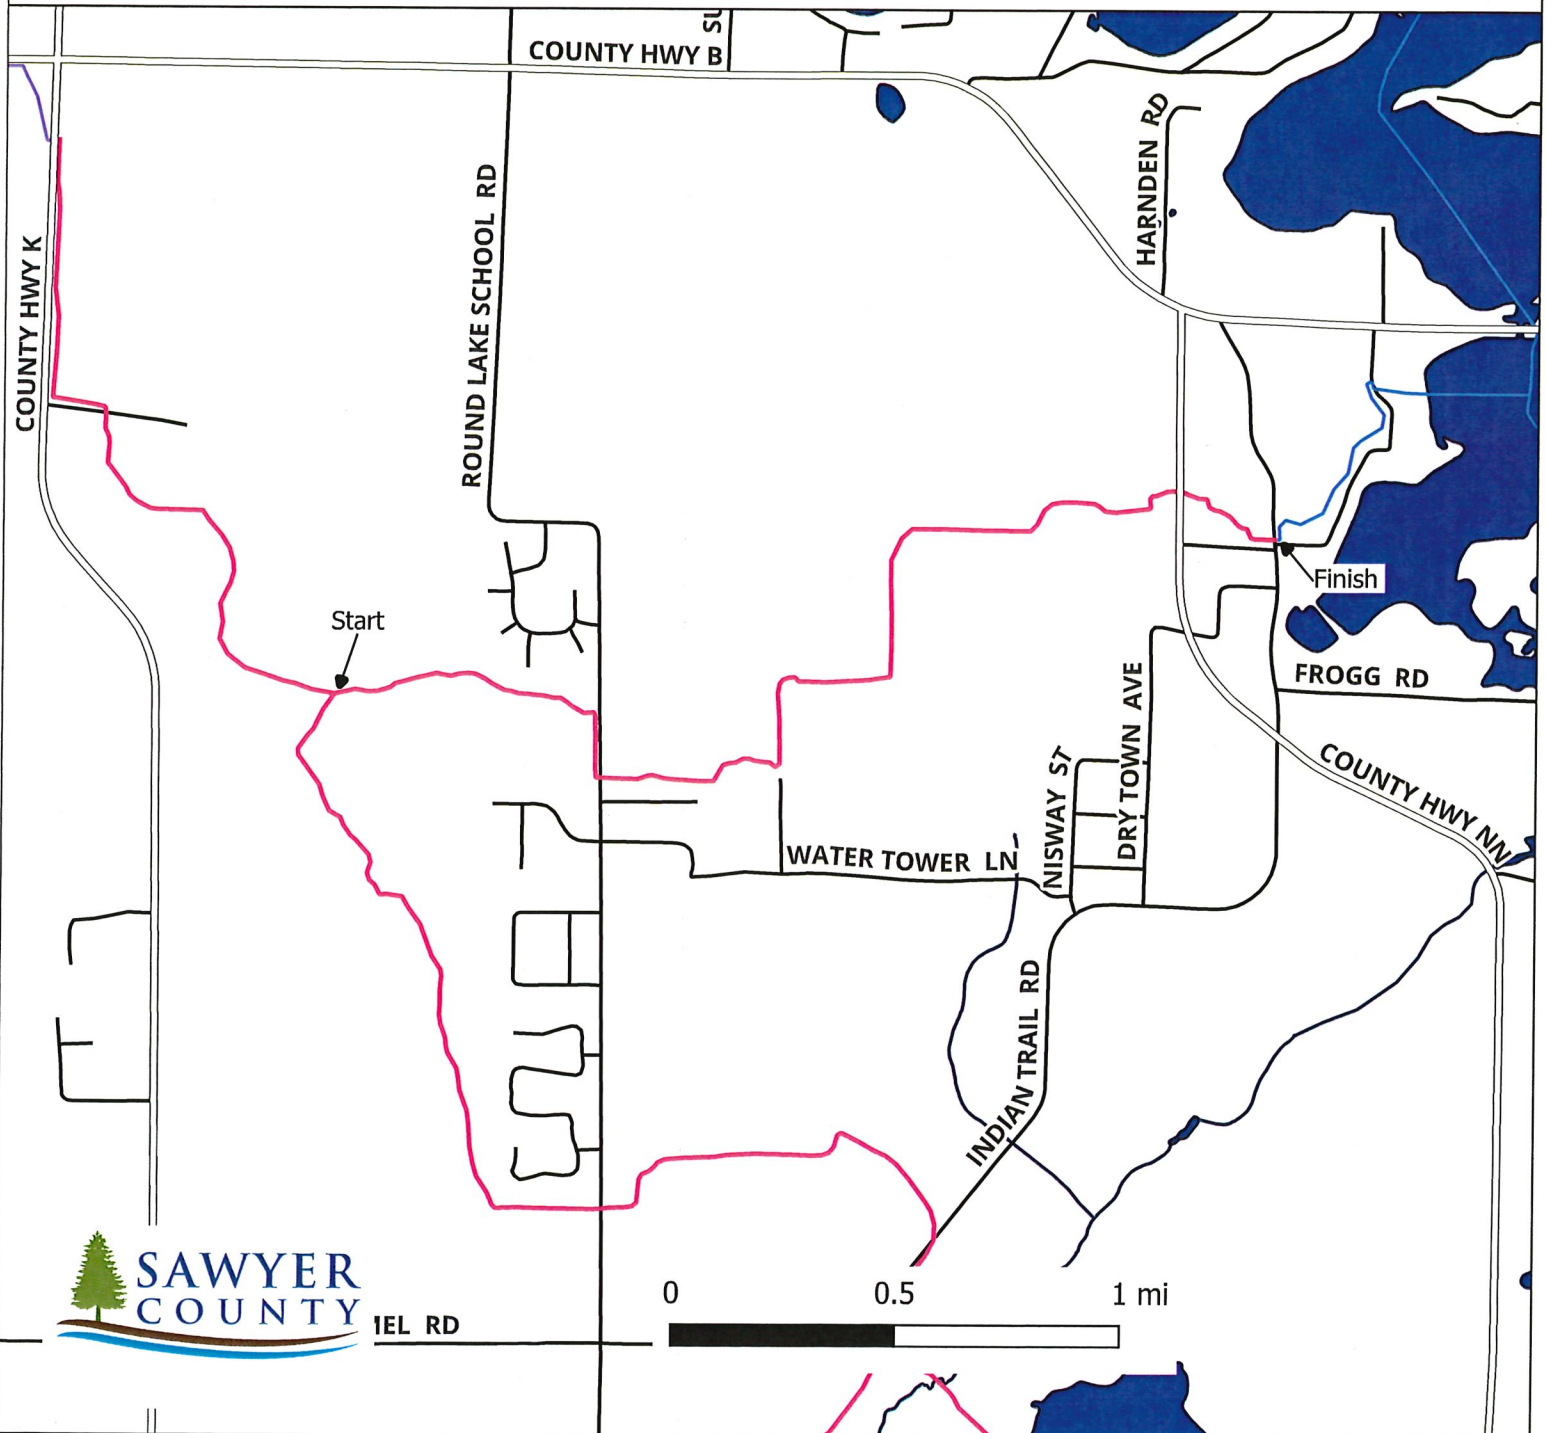 SU
COUNTY HWY B
HARNDEN RD
ROUND LAKE SCHOOL RD
COUNTY HWY K
Start
Finish
FROGG RD
DRY TOWN AVE
NISWAY ST
COUNTY HWY NN
WATER TOWER LN
INDIAN TRAIL RD
SAWYER
COUNTY
IEL RD
0 0.5 1 mi